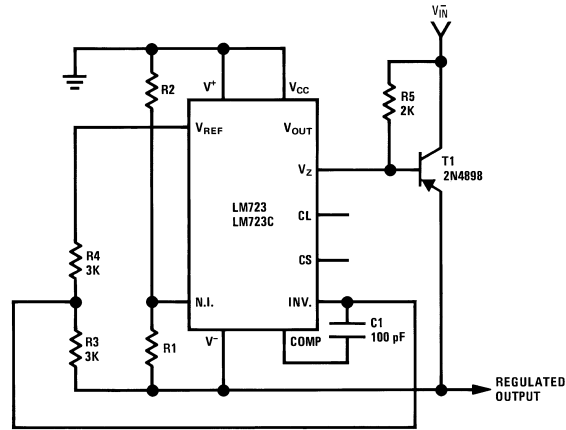 V⁻IN
V⁺
VCC
R2
R5
2K
VREF
VOUT
VZ
T1
2N4898
LM723
LM723C
CL
R4
3K
CS
N.I.
INV.
R3
3K
R1
V⁻
COMP
C1
100 pF
REGULATED
OUTPUT